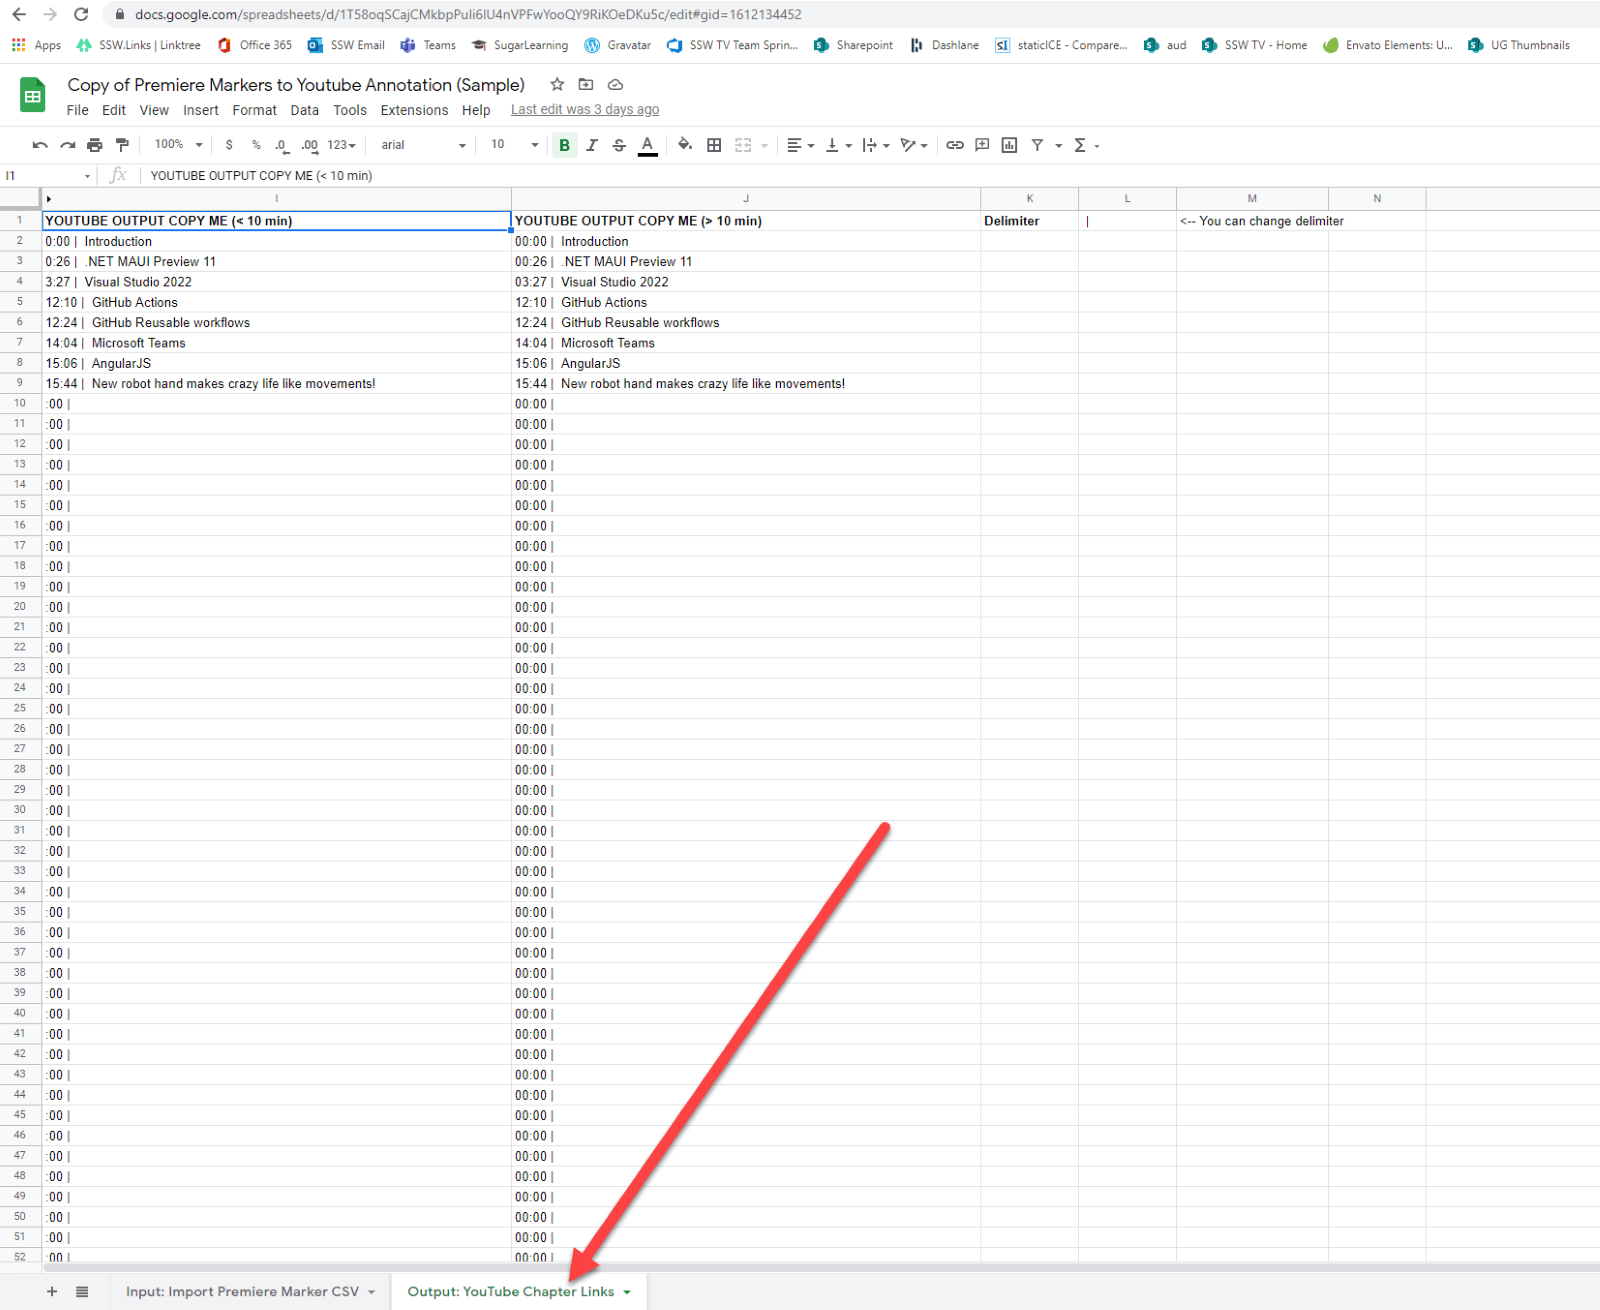 docs.google.com/spreadsheets/d/1T58oqSCajCMkbpPuIi6lU4nVPFwYooQY9RiKOeDKu5c/edit#gid=1612134452
Apps SSW.Links | Linktree Office 365 SSW Email Teams SugarLearning Gravatar SSW TV Team Sprin... Sharepoint Dashlane staticICE - Compare... aud SSW TV - Home Envato Elements: U... UG Thumbnails
Copy of Premiere Markers to Youtube Annotation (Sample)
File Edit View Insert Format Data Tools Extensions Help Last edit was 3 days ago
100% $ % .0 .00 123 arial 10 B I S A
I1 fx YOUTUBE OUTPUT COPY ME (< 10 min)
I J K L M N
1 YOUTUBE OUTPUT COPY ME (< 10 min) YOUTUBE OUTPUT COPY ME (> 10 min) Delimiter | <-- You can change delimiter
2 0:00 | Introduction 00:00 | Introduction
3 0:26 | .NET MAUI Preview 11 00:26 | .NET MAUI Preview 11
4 3:27 | Visual Studio 2022 03:27 | Visual Studio 2022
5 12:10 | GitHub Actions 12:10 | GitHub Actions
6 12:24 | GitHub Reusable workflows 12:24 | GitHub Reusable workflows
7 14:04 | Microsoft Teams 14:04 | Microsoft Teams
8 15:06 | AngularJS 15:06 | AngularJS
9 15:44 | New robot hand makes crazy life like movements! 15:44 | New robot hand makes crazy life like movements!
10 :00 | 00:00 |
11 :00 | 00:00 |
12 :00 | 00:00 |
13 :00 | 00:00 |
14 :00 | 00:00 |
15 :00 | 00:00 |
16 :00 | 00:00 |
17 :00 | 00:00 |
18 :00 | 00:00 |
19 :00 | 00:00 |
20 :00 | 00:00 |
21 :00 | 00:00 |
22 :00 | 00:00 |
23 :00 | 00:00 |
24 :00 | 00:00 |
25 :00 | 00:00 |
26 :00 | 00:00 |
27 :00 | 00:00 |
28 :00 | 00:00 |
29 :00 | 00:00 |
30 :00 | 00:00 |
31 :00 | 00:00 |
32 :00 | 00:00 |
33 :00 | 00:00 |
34 :00 | 00:00 |
35 :00 | 00:00 |
36 :00 | 00:00 |
37 :00 | 00:00 |
38 :00 | 00:00 |
39 :00 | 00:00 |
40 :00 | 00:00 |
41 :00 | 00:00 |
42 :00 | 00:00 |
43 :00 | 00:00 |
44 :00 | 00:00 |
45 :00 | 00:00 |
46 :00 | 00:00 |
47 :00 | 00:00 |
48 :00 | 00:00 |
49 :00 | 00:00 |
50 :00 | 00:00 |
51 :00 | 00:00 |
52 :00 | 00:00 |
Input: Import Premiere Marker CSV Output: YouTube Chapter Links